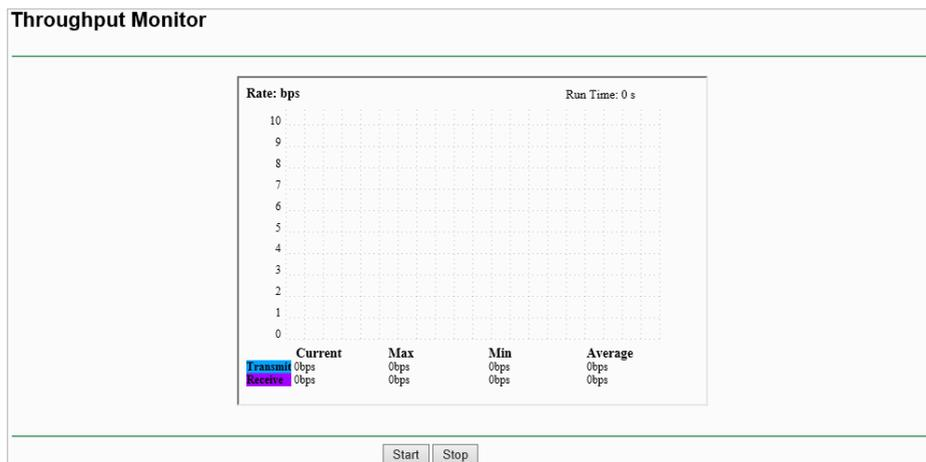 Throughput Monitor
Rate: bps Run Time: 0 s
10
9
8
7
6
5
4
3
2
1
0
Current Max Min Average
Transmit 0bps 0bps 0bps 0bps
Receive 0bps 0bps 0bps 0bps
Start Stop